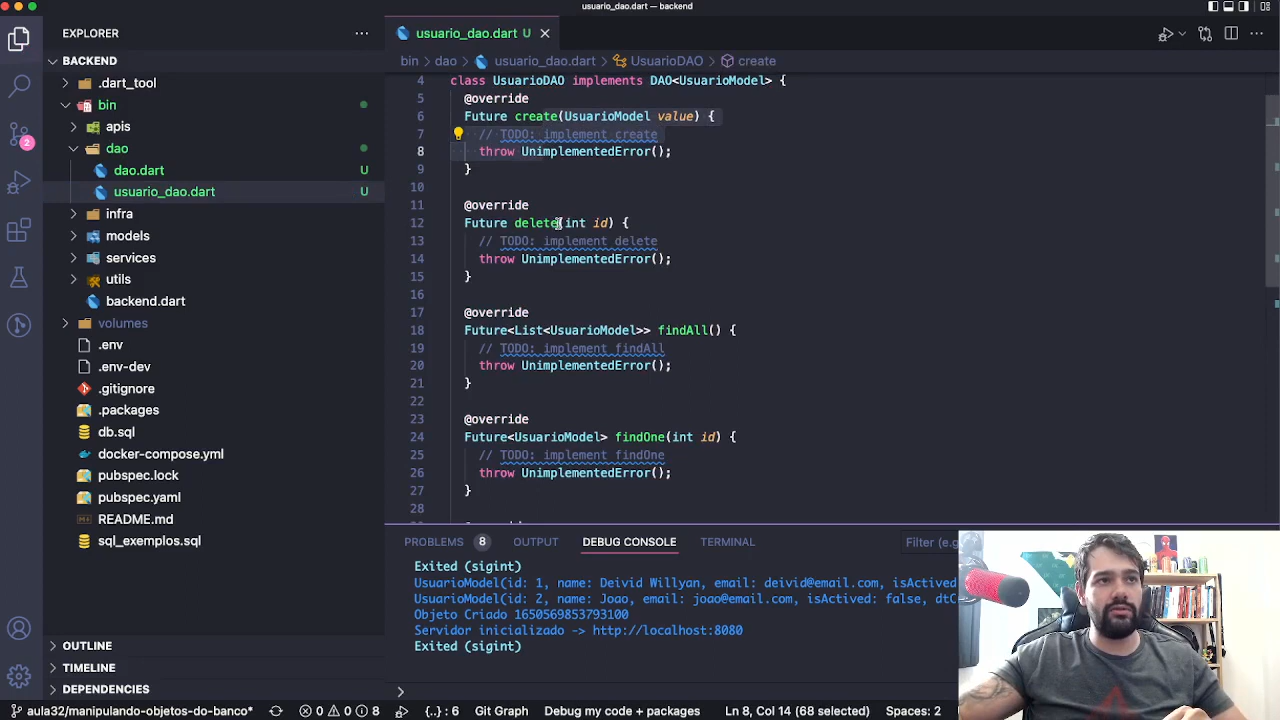 usuario_dao.dart — backend
EXPLORER
usuario_dao.dart U
BACKEND
bin > dao > usuario_dao.dart > UsuarioDAO > create
.dart_tool
bin
apis
dao
dao.dart U
usuario_dao.dart U
infra
models
services
utils
backend.dart
volumes
.env
.env-dev
.gitignore
.packages
db.sql
docker-compose.yml
pubspec.lock
pubspec.yaml
README.md
sql_exemplos.sql
OUTLINE
TIMELINE
DEPENDENCIES
2
4 class UsuarioDAO implements DAO<UsuarioModel> {
5 @override
6 Future create(UsuarioModel value) {
7 // TODO: implement create
8 throw UnimplementedError();
9 }
10
11 @override
12 Future delete(int id) {
13 // TODO: implement delete
14 throw UnimplementedError();
15 }
16
17 @override
18 Future<List<UsuarioModel>> findAll() {
19 // TODO: implement findAll
20 throw UnimplementedError();
21 }
22
23 @override
24 Future<UsuarioModel> findOne(int id) {
25 // TODO: implement findOne
26 throw UnimplementedError();
27 }
28
PROBLEMS 8 OUTPUT DEBUG CONSOLE TERMINAL Filter (e.g
Exited (sigint)
UsuarioModel(id: 1, name: Deivid Willyan, email: deivid@email.com, isActived
UsuarioModel(id: 2, name: Joao, email: joao@email.com, isActived: false, dtC
Objeto Criado 1650569853793100
Servidor inicializado -> http://localhost:8080
Exited (sigint)
>
aula32/manipulando-objetos-do-banco* 0 0 8 {..}: 6 Git Graph Debug my code + packages Ln 8, Col 14 (68 selected) Spaces: 2